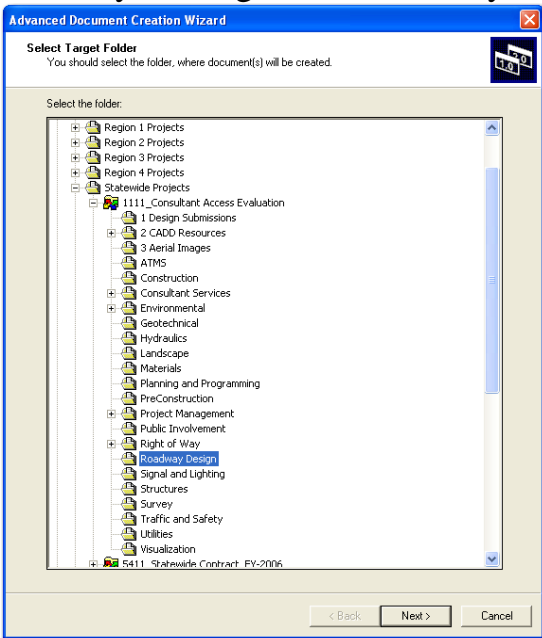 Advanced Document Creation Wizard
Select Target Folder
You should select the folder, where document(s) will be created.
1.0
Select the folder:
Region 1 Projects
Region 2 Projects
Region 3 Projects
Region 4 Projects
Statewide Projects
1111_Consultant Access Evaluation
1 Design Submissions
2 CADD Resources
3 Aerial Images
ATMS
Construction
Consultant Services
Environmental
Geotechnical
Hydraulics
Landscape
Materials
Planning and Programming
PreConstruction
Project Management
Public Involvement
Right of Way
Roadway Design
Signal and Lighting
Structures
Survey
Traffic and Safety
Utilities
Visualization
5411_Statewide Contract_FY-2006
< Back
Next >
Cancel